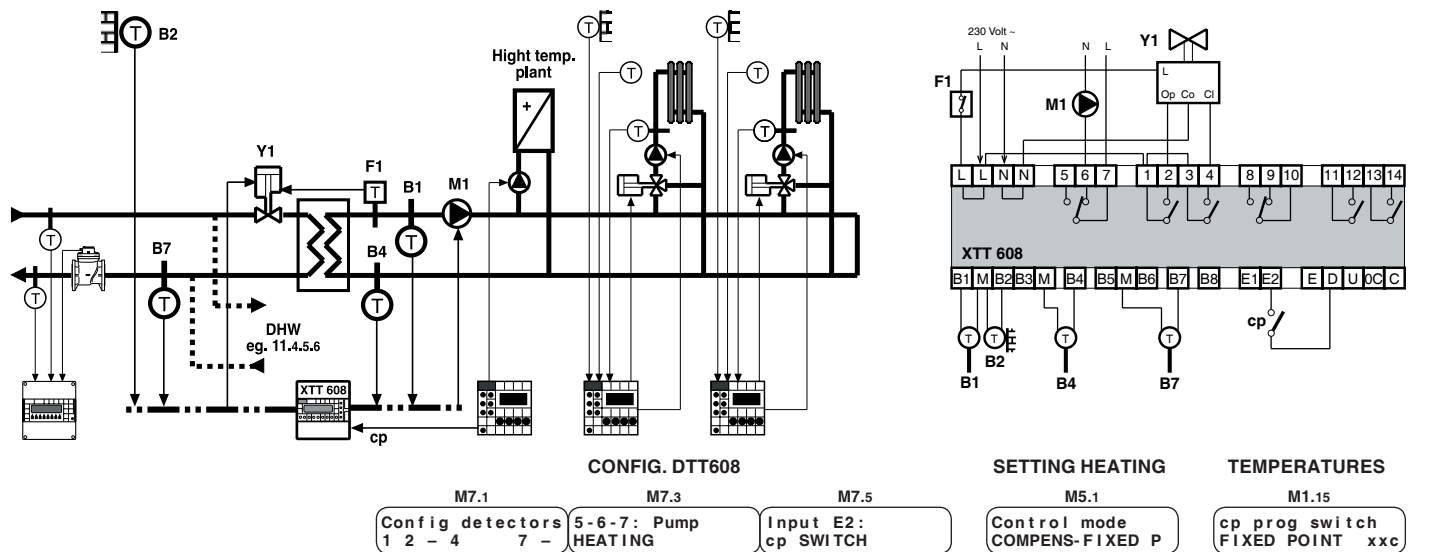 T B2
Hight temp.
plant
+
T T
T T
T T
Y1
F1
T
B1
M1
T
T
B7
T
B4
T
T
DHW
eg. 11.4.5.6
XTT 608
cp
230 Volt ~
L N
N L
Y1
F1
M1
L
Op Co Cl
L L N N 5 6 7 1 2 3 4 8 9 10 11 12 13 14
XTT 608
B1 M B2 B3 M B4 B5 M B6 B7 B8 E1 E2 E D U 0C C
cp
T T T T
B1 B2 B4 B7
CONFIG. DTT608 SETTING HEATING TEMPERATURES
M7.1 M7.3 M7.5 M5.1 M1.15
Config detectors 5-6-7: Pump Input E2: Control mode cp prog switch
1 2 – 4 7 – HEATING cp SWITCH COMPENS-FIXED P FIXED POINT xxc